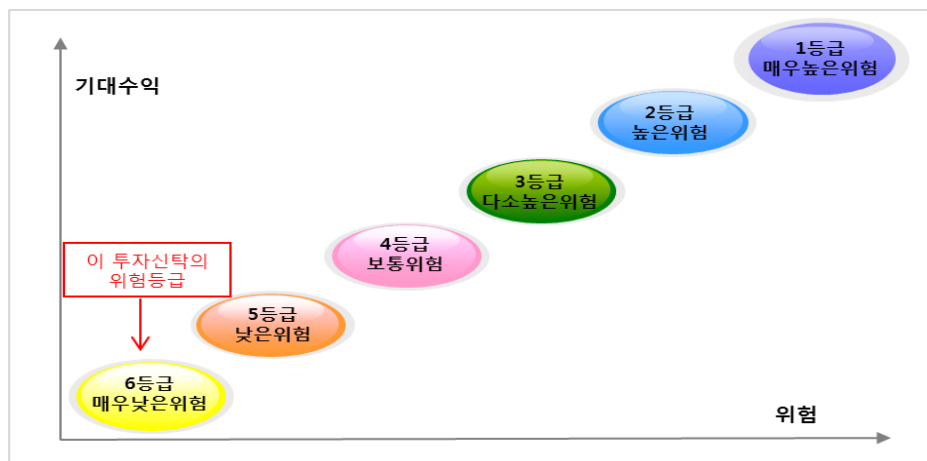 1등급
매우높은위험
기대수익
2등급
높은위험
3등급
다소높은위험
4등급
보통위험
이 투자신탁의
위험등급
5등급
낮은위험
6등급
매우낮은위험
위험